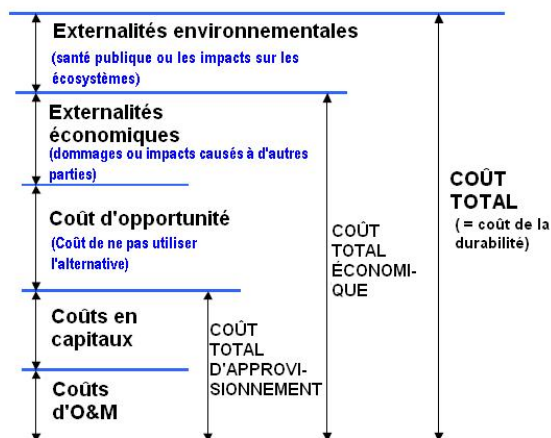 Externalités environnementales
(santé publique ou les impacts sur les
écosystèmes)
Externalités
économiques
(dommages ou impacts causés à d'autres
parties)
Coût d'opportunité
(Coût de ne pas utiliser
l'alternative)
Coûts en
capitaux
Coûts
d'O&M
COÛT
TOTAL
D'APPROVI-
SIONNEMENT
COÛT
TOTAL
ÉCONOMI-
QUE
COÛT
TOTAL
( = coût de la
durabilité)